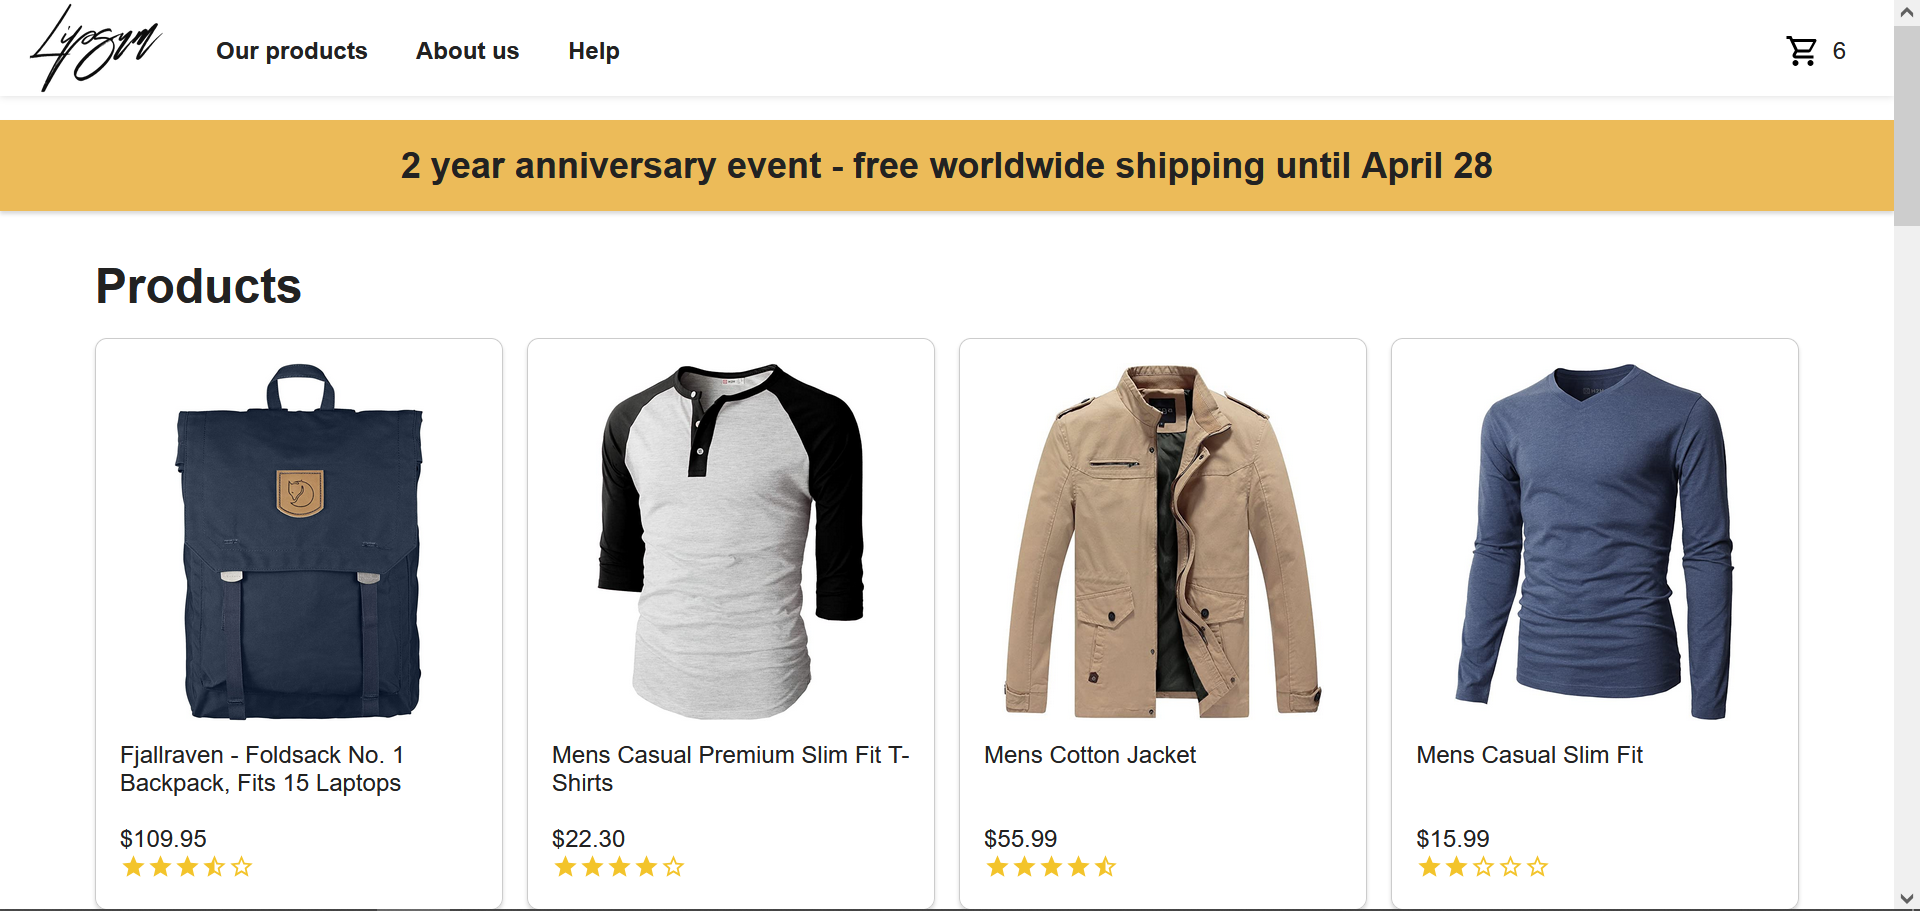 Lipsum
Our products
About us
Help
6
2 year anniversary event - free worldwide shipping until April 28
Products
Fjallraven - Foldsack No. 1
Backpack, Fits 15 Laptops
$109.95
Mens Casual Premium Slim Fit T-
Shirts
$22.30
Mens Cotton Jacket
$55.99
Mens Casual Slim Fit
$15.99